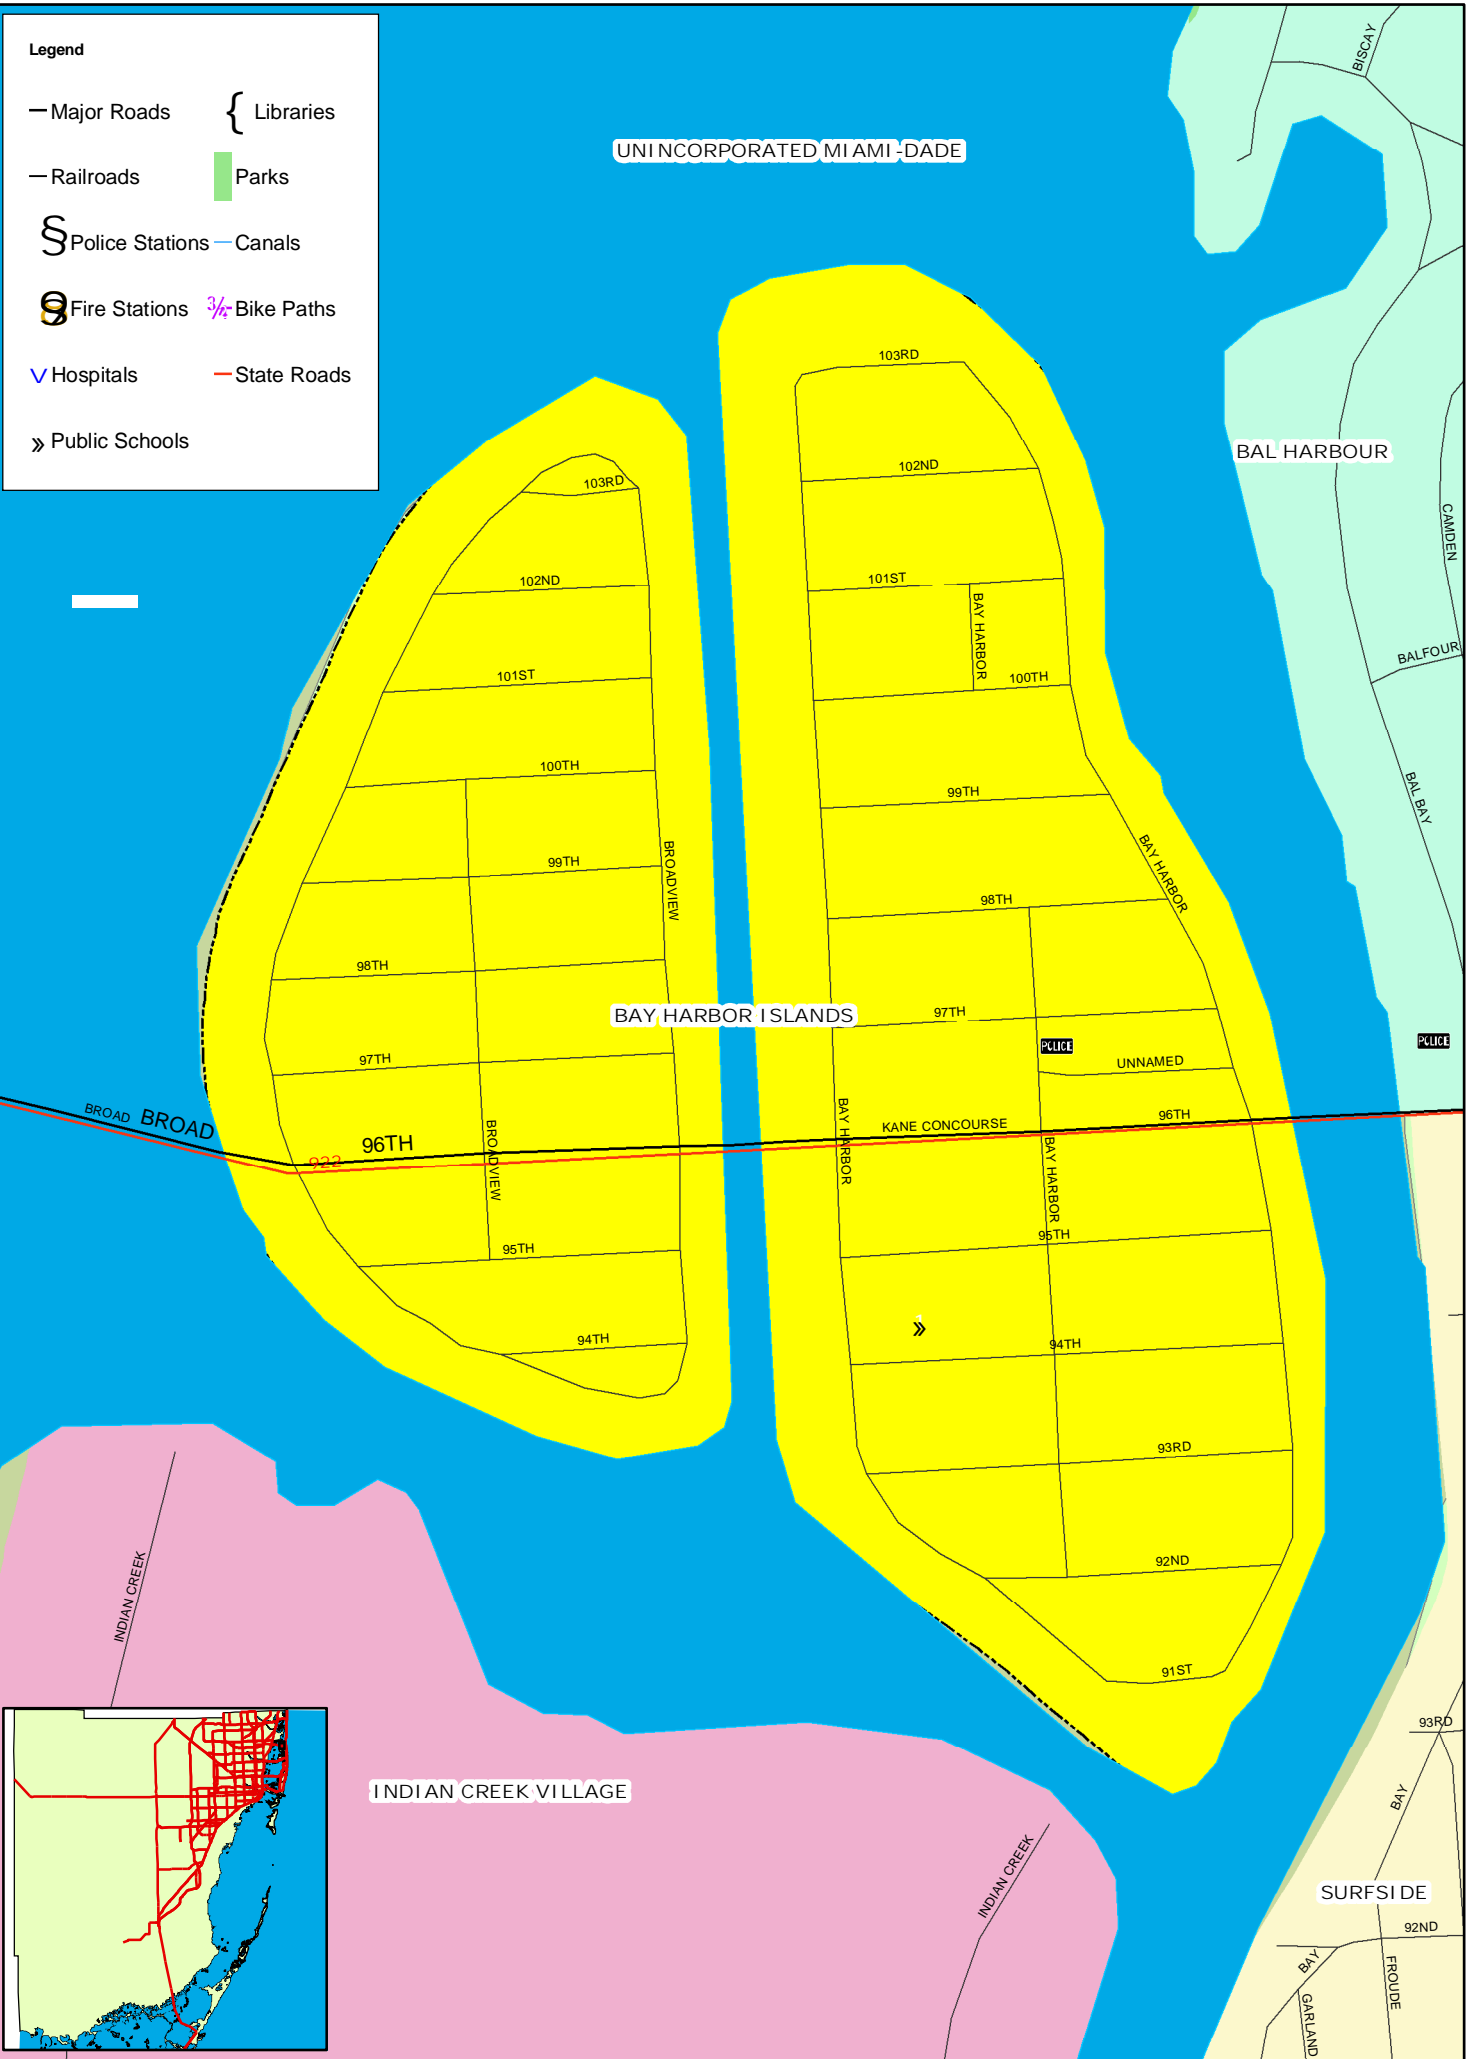 Legend
Major Roads
{ Libraries
Railroads
Parks
§ Police Stations
Canals
Fire Stations
¾ Bike Paths
V Hospitals
State Roads
» Public Schools
UNINCORPORATED MIAMI-DADE
BISCAY
103RD
BAL HARBOUR
102ND
103RD
CAMDEN
102ND
101ST
BAY HARBOR
BALFOUR
101ST
100TH
100TH
BAL BAY
99TH
BROADVIEW
99TH
BAY HARBOR
98TH
98TH
BAY HARBOR ISLANDS
97TH
POLICE
POLICE
97TH
UNNAMED
BROAD
BROAD
BAY HARBOR
96TH
KANE CONCOURSE
96TH
922
BROADVIEW
BAY HARBOR
95TH
95TH
»
94TH
94TH
93RD
INDIAN CREEK
92ND
91ST
93RD
INDIAN CREEK VILLAGE
BAY
INDIAN CREEK
SURFSIDE
92ND
BAY
FROUDE
GARLAND